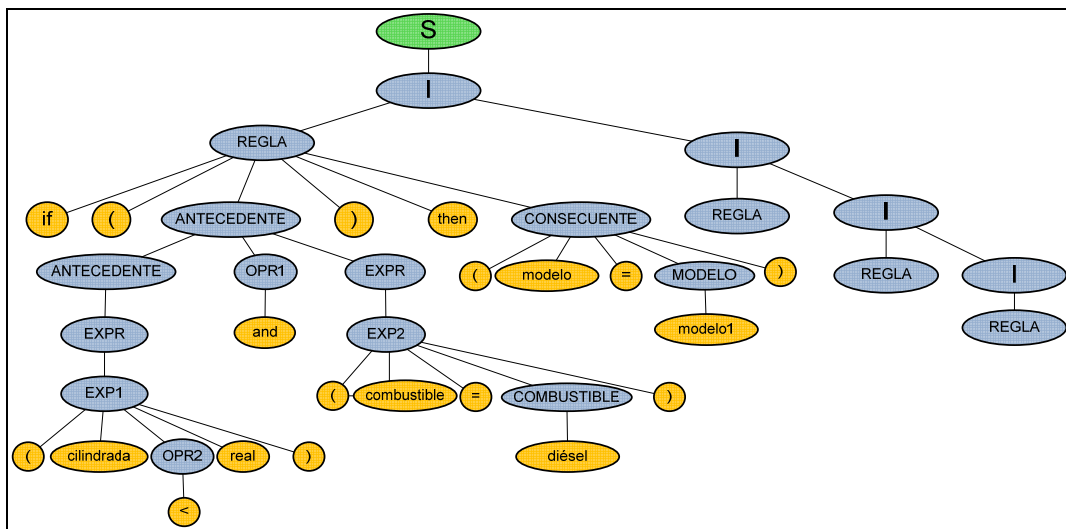 S
I
REGLA
I
if
(
ANTECEDENTE
)
then
CONSECUENTE
REGLA
I
ANTECEDENTE
OPR1
EXPR
(
modelo
=
MODELO
)
REGLA
I
EXPR
and
EXP2
modelo1
REGLA
EXP1
(
combustible
=
COMBUSTIBLE
)
(
cilindrada
OPR2
real
)
diésel
<